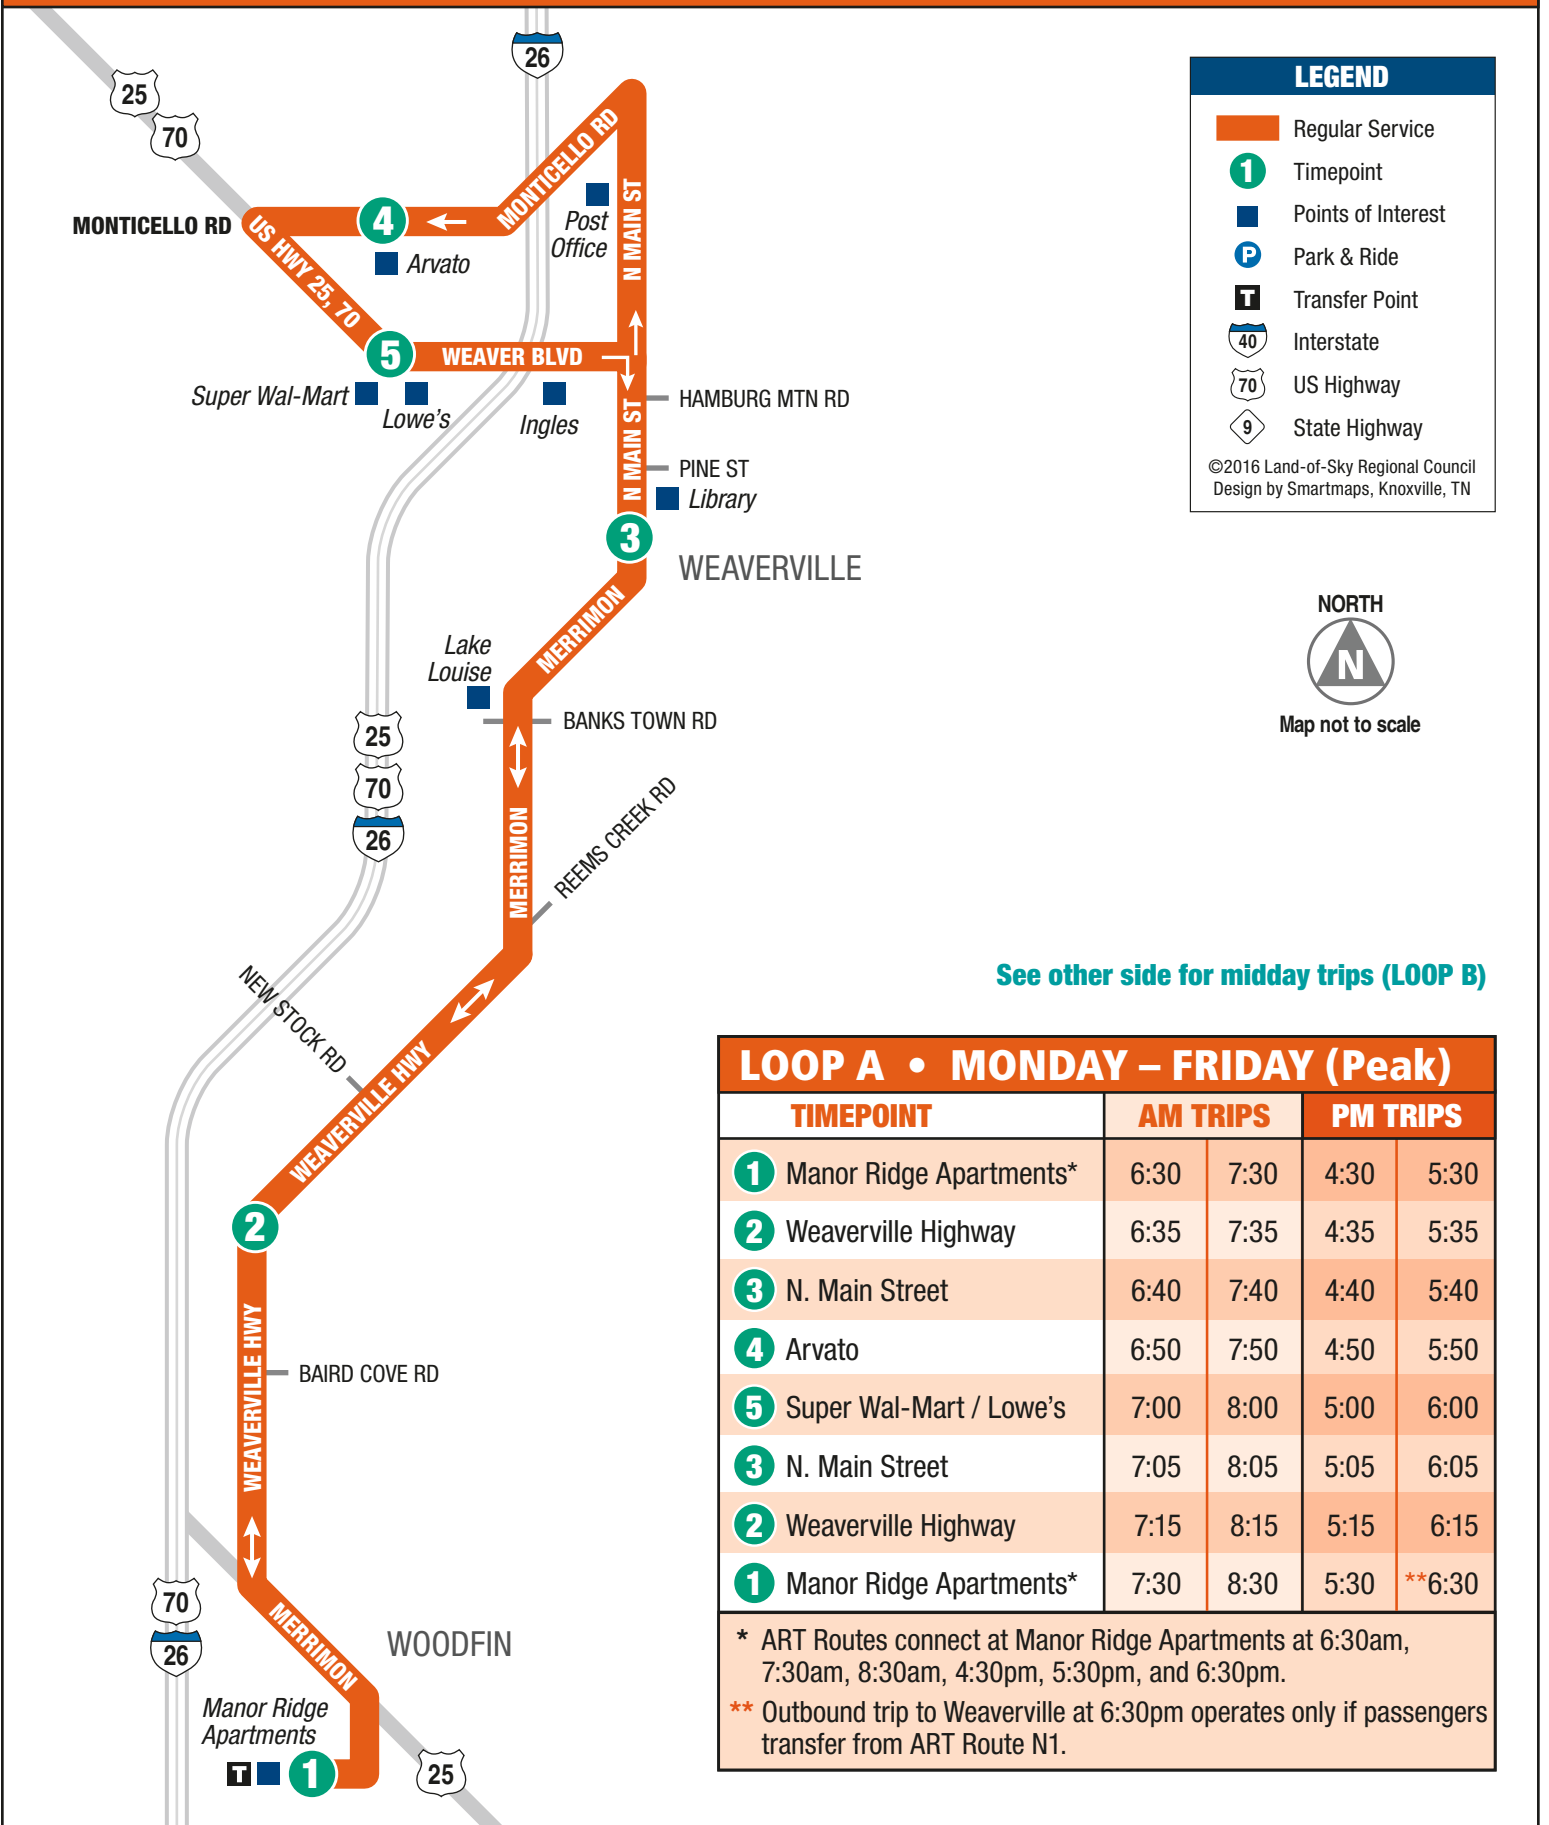 26
25
70
MONTICELLO RD
N MAIN ST
Post
Office
MONTICELLO RD
4
Arvato
US HWY 25, 70
5
WEAVER BLVD
Super Wal-Mart
Lowe's
Ingles
HAMBURG MTN RD
N MAIN ST
PINE ST
Library
3
WEAVERVILLE
MERRIMON
Lake
Louise
BANKS TOWN RD
25
70
26
MERRIMON
REEMS CREEK RD
NEW STOCK RD
WEAVERVILLE HWY
2
WEAVERVILLE HWY
BAIRD COVE RD
70
26
MERRIMON
WOODFIN
Manor Ridge
Apartments
T
1
25
LEGEND
Regular Service
1 Timepoint
Points of Interest
P Park & Ride
T Transfer Point
40 Interstate
70 US Highway
9 State Highway
©2016 Land-of-Sky Regional Council
Design by Smartmaps, Knoxville, TN
NORTH
N
Map not to scale
See other side for midday trips (LOOP B)
LOOP A • MONDAY – FRIDAY (Peak)
TIMEPOINT AM TRIPS PM TRIPS
1 Manor Ridge Apartments* 6:30 7:30 4:30 5:30
2 Weaverville Highway 6:35 7:35 4:35 5:35
3 N. Main Street 6:40 7:40 4:40 5:40
4 Arvato 6:50 7:50 4:50 5:50
5 Super Wal-Mart / Lowe's 7:00 8:00 5:00 6:00
3 N. Main Street 7:05 8:05 5:05 6:05
2 Weaverville Highway 7:15 8:15 5:15 6:15
1 Manor Ridge Apartments* 7:30 8:30 5:30 **6:30
* ART Routes connect at Manor Ridge Apartments at 6:30am,
7:30am, 8:30am, 4:30pm, 5:30pm, and 6:30pm.
** Outbound trip to Weaverville at 6:30pm operates only if passengers
transfer from ART Route N1.